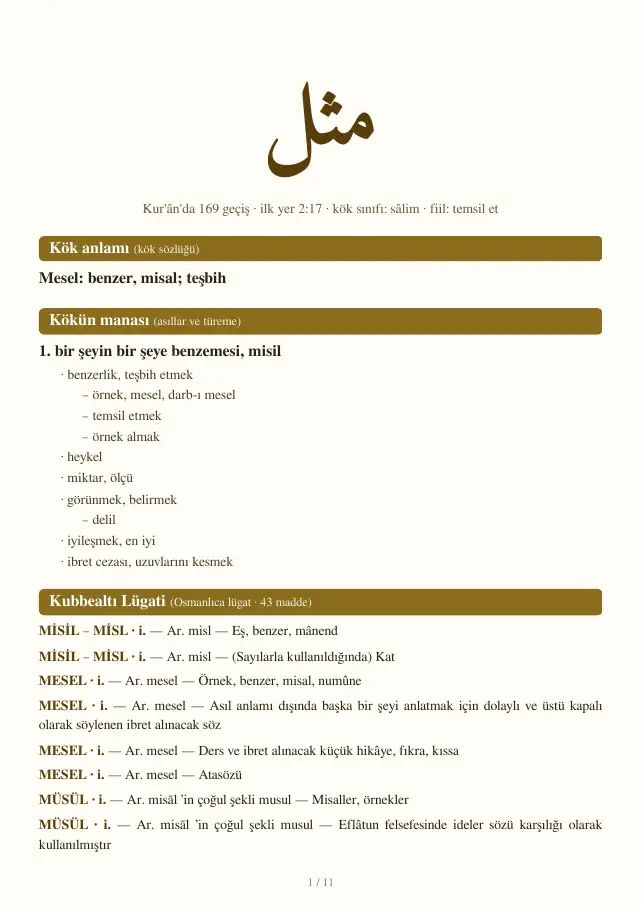 مثل
Kur'ân'da 169 geçiş · ilk yer 2:17 · kök sınıfı: sâlim · fiil: temsil et
Kök anlamı (kök sözlüğü)
Mesel: benzer, misal; teşbih
Kökün manası (asıllar ve türeme)
1. bir şeyin bir şeye benzemesi, misil
· benzerlik, teşbih etmek
– örnek, mesel, darb-ı mesel
– temsil etmek
– örnek almak
· heykel
· miktar, ölçü
· görünmek, belirmek
– delil
· iyileşmek, en iyi
· ibret cezası, uzuvlarını kesmek
Kubbealtı Lügati (Osmanlıca lügat · 43 madde)
MİSİL – MİSL · i. — Ar. misl — Eş, benzer, mânend
MİSİL – MİSL · i. — Ar. misl — (Sayılarla kullanıldığında) Kat
MESEL · i. — Ar. mesel — Örnek, benzer, misal, numûne
MESEL · i. — Ar. mesel — Asıl anlamı dışında başka bir şeyi anlatmak için dolaylı ve üstü kapalı
olarak söylenen ibret alınacak söz
MESEL · i. — Ar. mesel — Ders ve ibret alınacak küçük hikâye, fıkra, kıssa
MESEL · i. — Ar. mesel — Atasözü
MÜSÜL · i. — Ar. misāl 'in çoğul şekli musul — Misaller, örnekler
MÜSÜL · i. — Ar. misāl 'in çoğul şekli musul — Eflâtun felsefesinde ideler sözü karşılığı olarak
kullanılmıştır
1 / 11